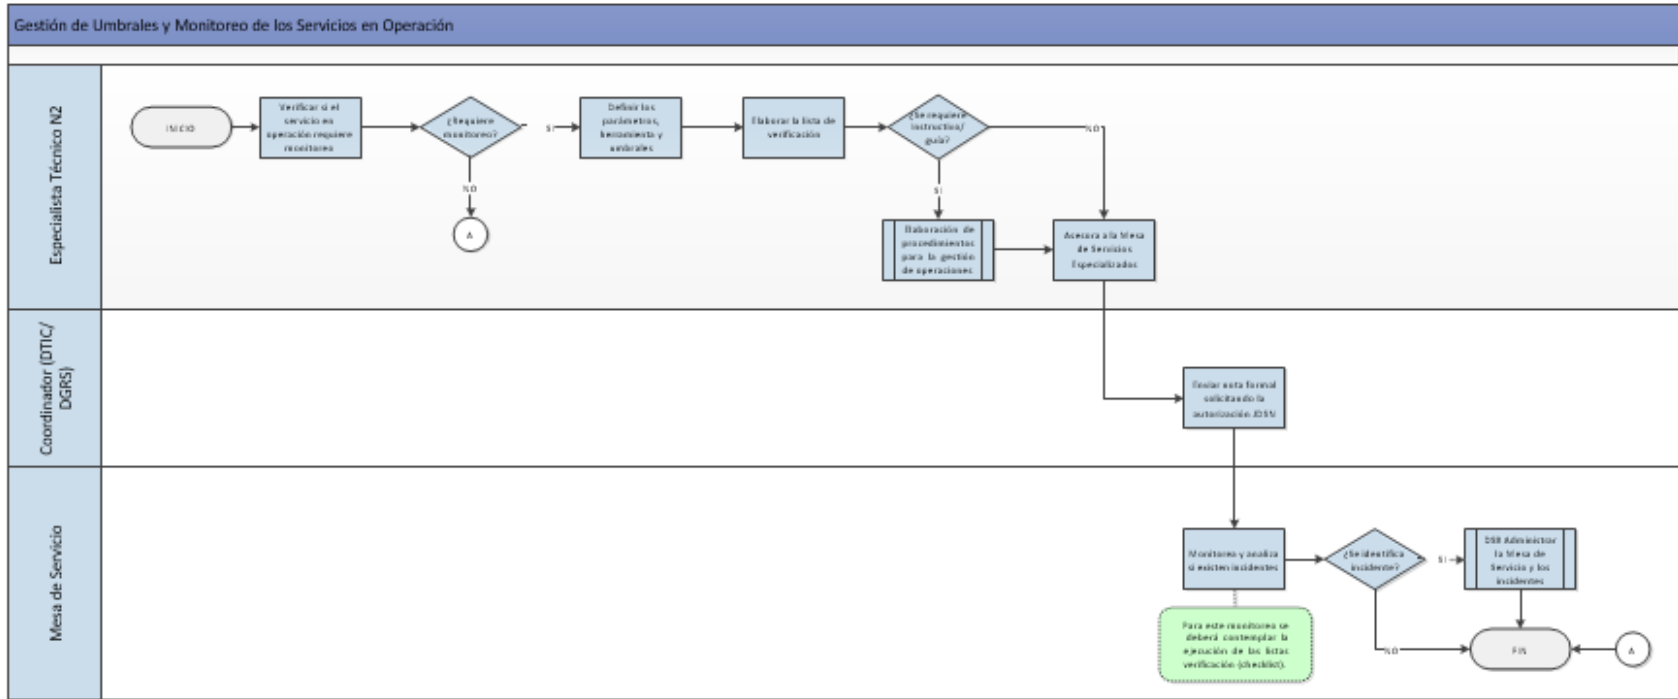 Gestión de Umbrales y Monitoreo de los Servicios en Operación
Especialista Técnico N2
INICIO
Verificar si el
servicio en
operación requiere
monitoreo
¿Requiere
monitoreo?
SI
NO
A
Definir los
parámetros,
herramienta y
umbrales
Elaborar la lista de
verificación
¿Se requiere
instructivo/
guía?
NO
SI
Elaboración de
procedimientos
para la gestión
de operaciones
Asesora a la Mesa
de Servicios
Especializados
Coordinador (DTIC/
DGRS)
Enviar nota formal
solicitando la
autorización JDSN
Mesa de Servicio
Monitorea y analiza
si existen incidentes
¿Se identifica
incidente?
SI
NO
Administrar
la Mesa de
Servicio y los
incidentes
Para este monitoreo se
deberá contemplar la
ejecución de las listas
verificación (checklist).
FIN
A